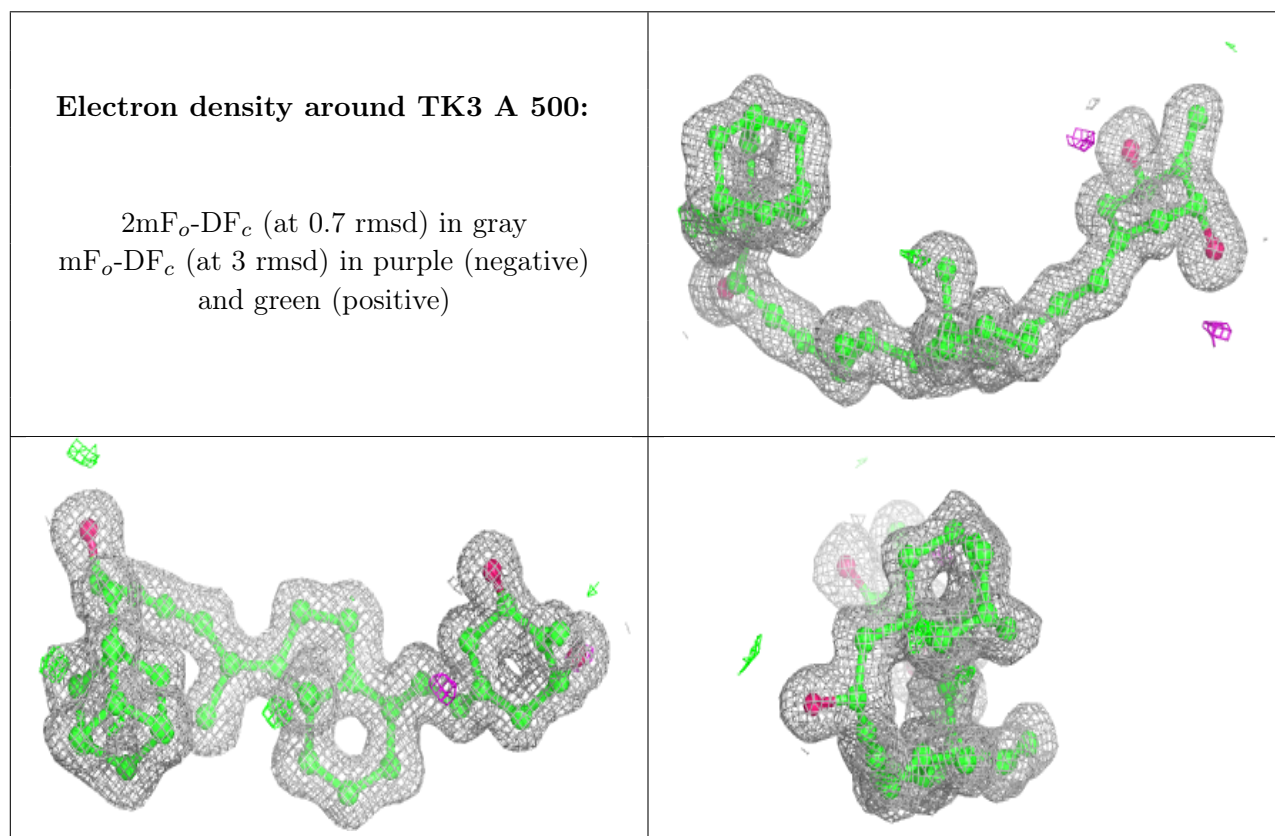 Electron density around TK3 A 500:
2mFo-DFc (at 0.7 rmsd) in gray
mFo-DFc (at 3 rmsd) in purple (negative)
and green (positive)